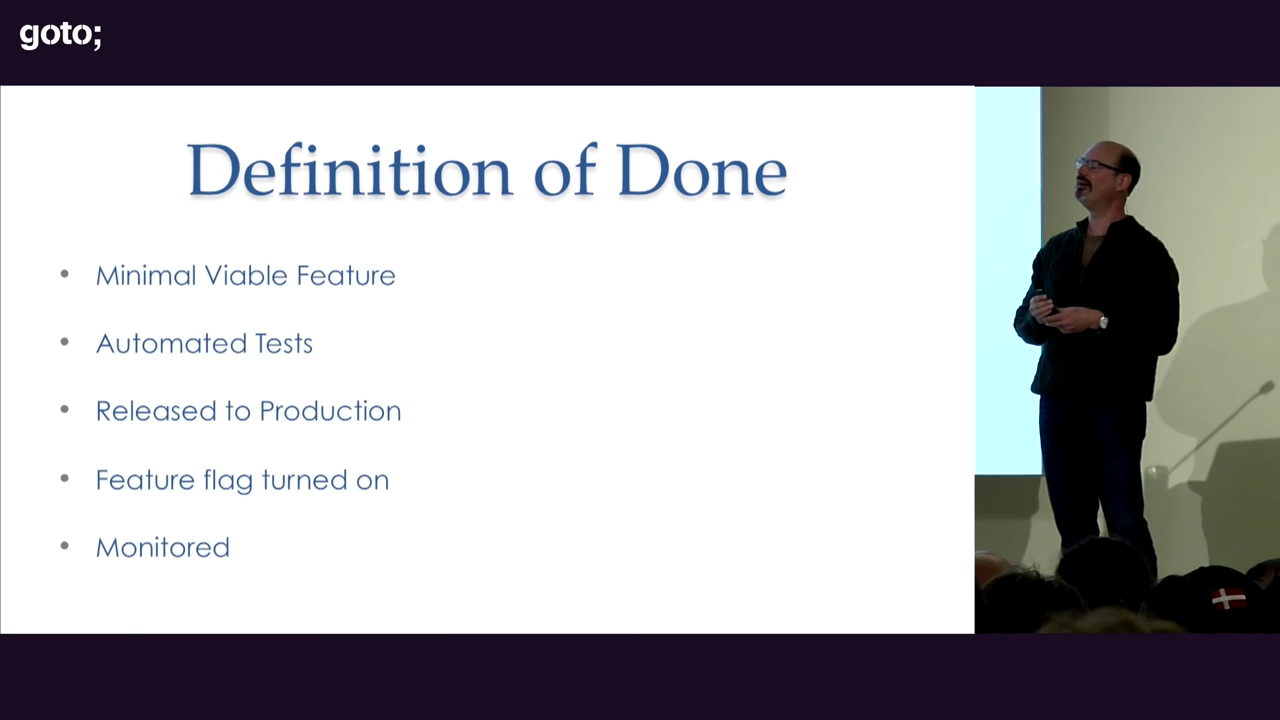 goto;
Definition of Done
• Minimal Viable Feature
• Automated Tests
• Released to Production
• Feature flag turned on
• Monitored